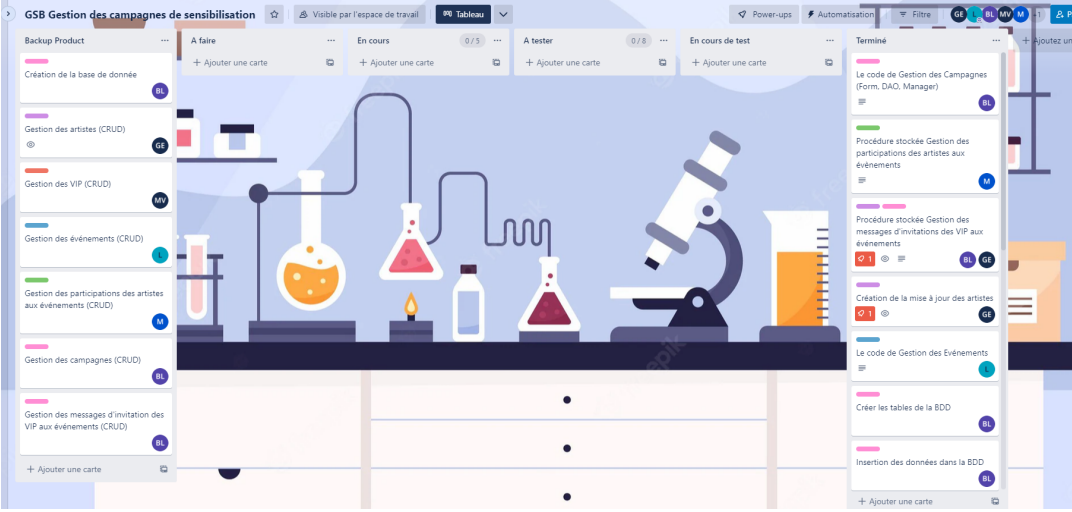 GSB Gestion des campagnes de sensibilisation
Visible par l'espace de travail
Tableau
Power-ups
Automatisation
Filtre
GE
L
BL
MV
M
+1
Backup Product
Création de la base de donnée
BL
Gestion des artistes (CRUD)
GE
Gestion des VIP (CRUD)
MV
Gestion des événements (CRUD)
L
Gestion des participations des artistes
aux événements (CRUD)
M
Gestion des campagnes (CRUD)
BL
Gestion des messages d'invitation des
VIP aux événements (CRUD)
BL
+ Ajouter une carte
A faire
+ Ajouter une carte
En cours
0/5
+ Ajouter une carte
A tester
0/8
+ Ajouter une carte
En cours de test
+ Ajouter une carte
Terminé
Le code de Gestion des Campagnes
(Form, DAO, Manager)
BL
Procédure stockée Gestion des
participations des artistes aux
évènements
M
Procédure stockée Gestion des
messages d'invitations des VIP aux
événements
1
BL
GE
Création de la mise à jour des artistes
1
GE
Le code de Gestion des Evénements
L
Créer les tables de la BDD
BL
Insertion des données dans la BDD
BL
+ Ajouter une carte
+ Ajoutez un